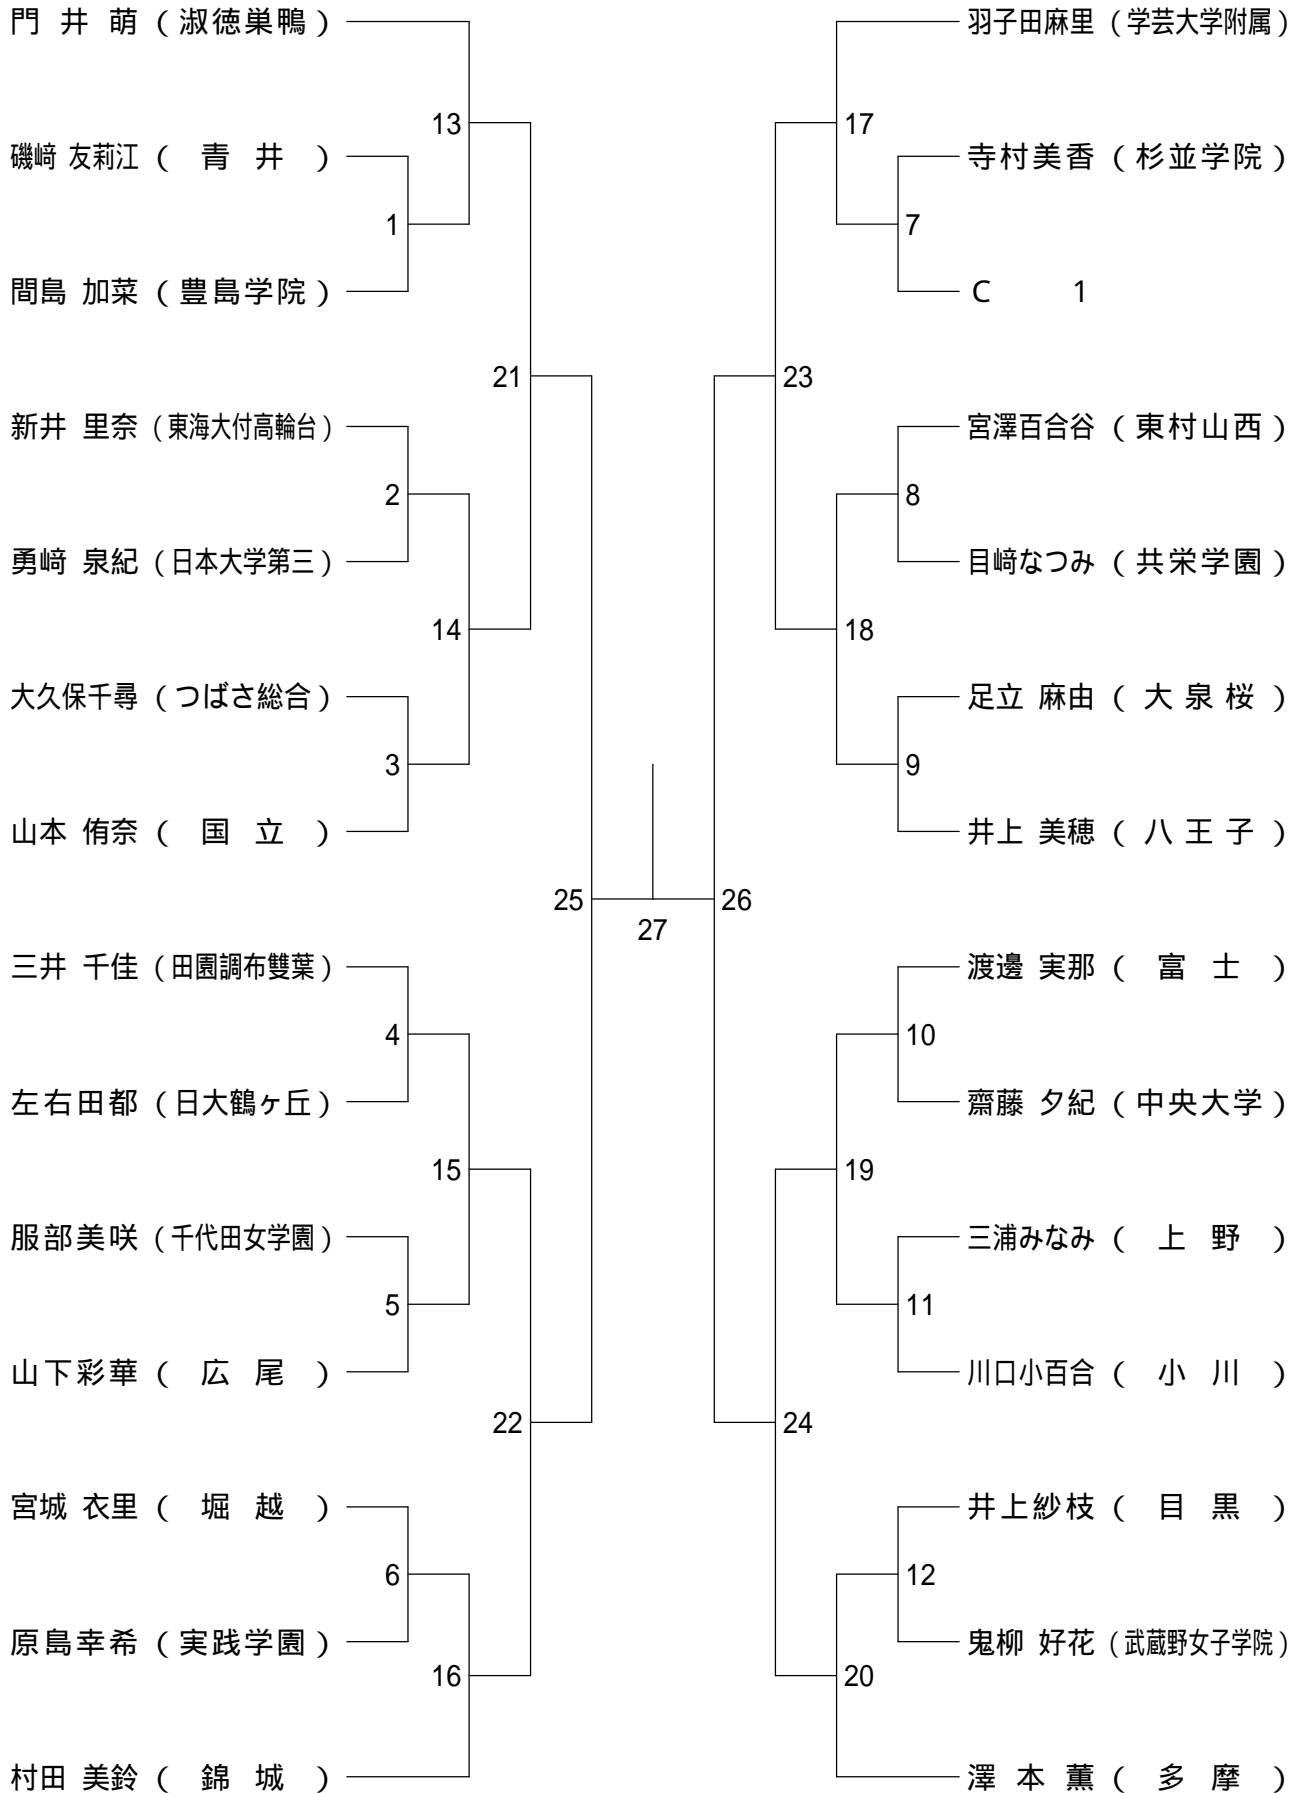 門井萌（淑徳巣鴨）
羽子田麻里（学芸大学附属）
13
17
磯﨑 友莉江（青井）
寺村美香（杉並学院）
1
7
間島 加菜（豊島学院）
C 1
21
23
新井 里奈（東海大付高輪台）
宮澤百合谷（東村山西）
2
8
勇﨑 泉紀（日本大学第三）
目﨑なつみ（共栄学園）
14
18
大久保千尋（つばさ総合）
足立 麻由（大泉桜）
3
9
山本 侑奈（国立）
井上 美穂（八王子）
25
26
27
三井 千佳（田園調布雙葉）
渡邊 実那（富士）
4
10
左右田都（日大鶴ヶ丘）
齋藤 夕紀（中央大学）
15
19
服部美咲（千代田女学園）
三浦みなみ（上野）
5
11
山下彩華（広尾）
川口小百合（小川）
22
24
宮城 衣里（堀越）
井上紗枝（目黒）
6
12
原島幸希（実践学園）
鬼柳 好花（武蔵野女子学院）
16
20
村田 美鈴（錦城）
澤本薫（多摩）